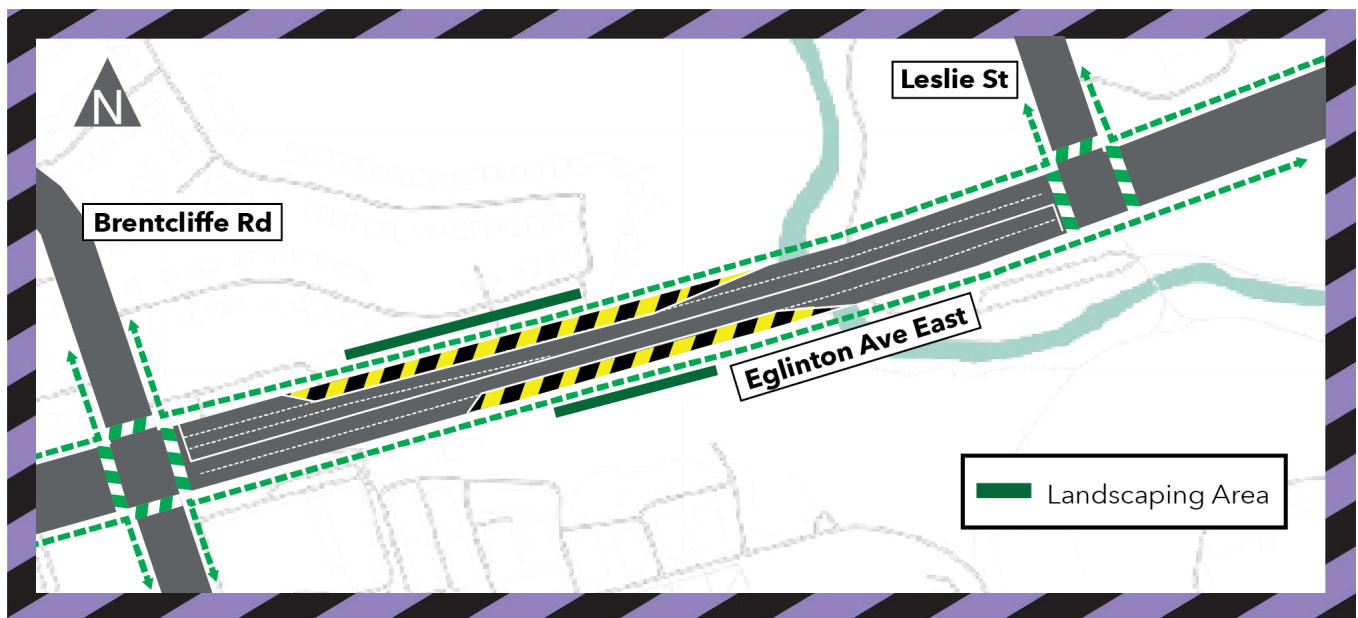 N
Leslie St
Brentcliffe Rd
Eglinton Ave East
Landscaping Area